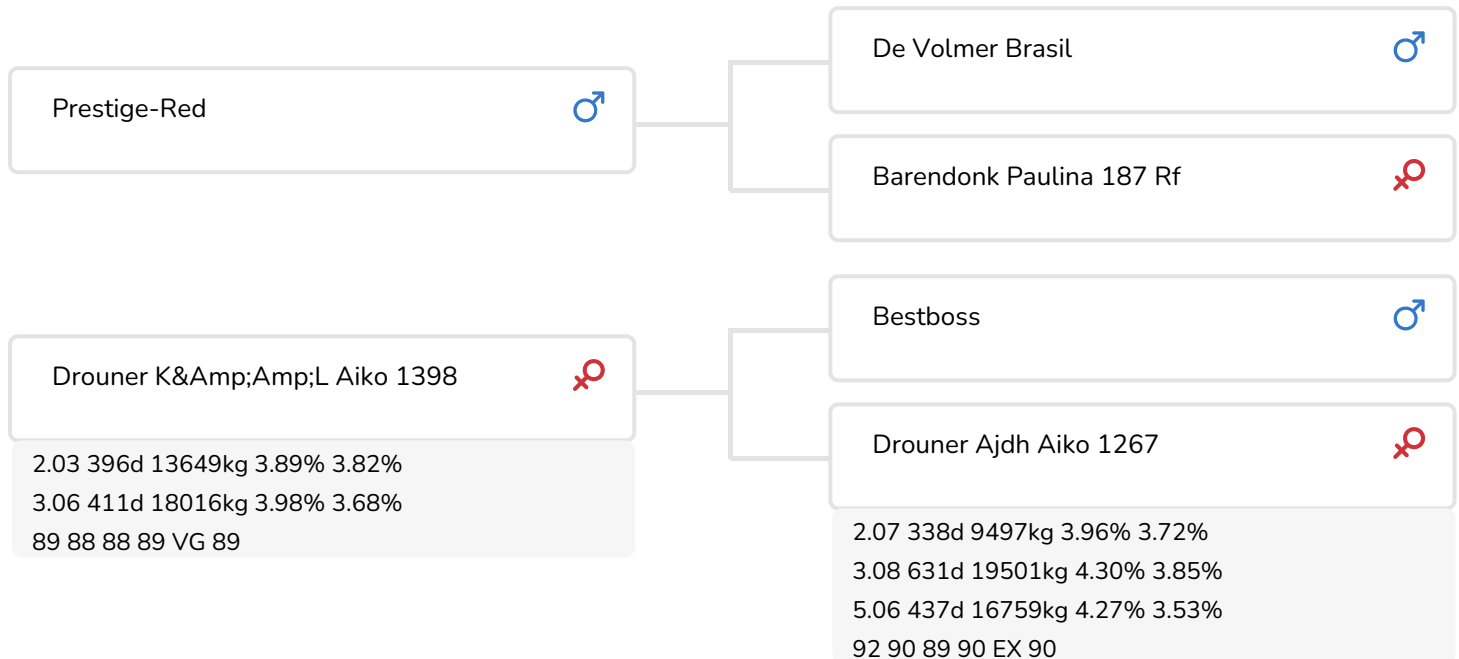 Prestige-Red
De Volmer Brasil
Barendonk Paulina 187 Rf
Drouner K&Amp;Amp;L Aiko 1398
2.03 396d 13649kg 3.89% 3.82%
3.06 411d 18016kg 3.98% 3.68%
89 88 88 89 VG 89
Bestboss
Drouner Ajdh Aiko 1267
2.07 338d 9497kg 3.96% 3.72%
3.08 631d 19501kg 4.30% 3.85%
5.06 437d 16759kg 4.27% 3.53%
92 90 89 90 EX 90